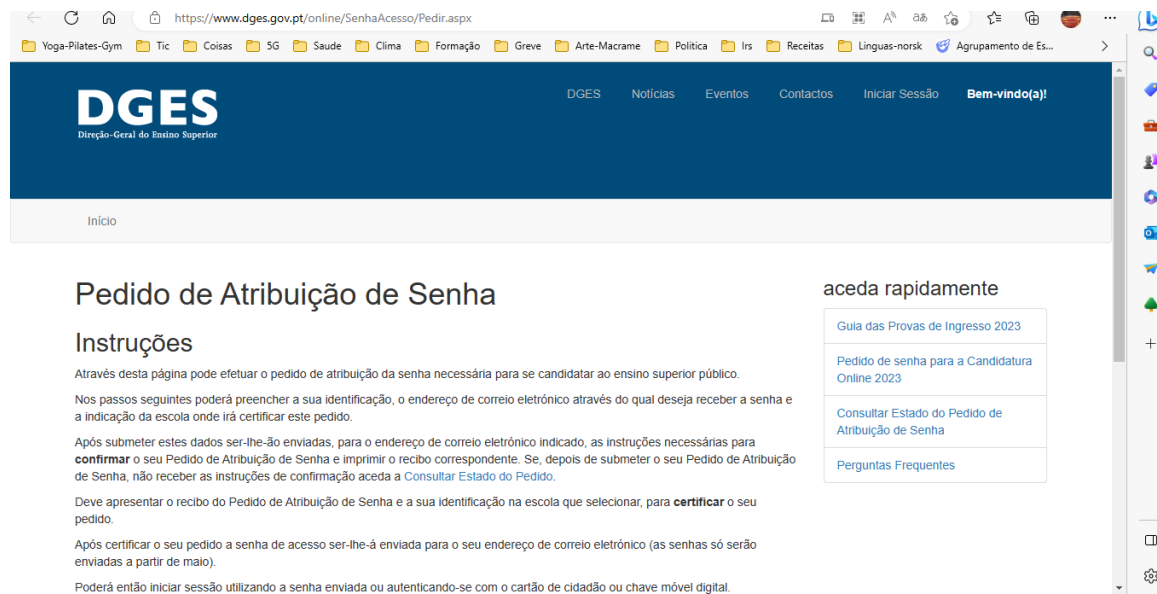 https://www.dges.gov.pt/online/SenhaAcesso/Pedir.aspx
Yoga-Pilates-Gym Tic Coisas 5G Saude Clima Formação Greve Arte-Macrame Politica Irs Receitas Linguas-norsk Agrupamento de Es...
DGES
Direção-Geral do Ensino Superior
DGES Notícias Eventos Contactos Iniciar Sessão Bem-vindo(a)!
Início
Pedido de Atribuição de Senha
Instruções
Através desta página pode efetuar o pedido de atribuição da senha necessária para se candidatar ao ensino superior público.
Nos passos seguintes poderá preencher a sua identificação, o endereço de correio eletrónico através do qual deseja receber a senha e
a indicação da escola onde irá certificar este pedido.
Após submeter estes dados ser-lhe-ão enviadas, para o endereço de correio eletrónico indicado, as instruções necessárias para
confirmar o seu Pedido de Atribuição de Senha e imprimir o recibo correspondente. Se, depois de submeter o seu Pedido de Atribuição
de Senha, não receber as instruções de confirmação aceda a Consultar Estado do Pedido.
Deve apresentar o recibo do Pedido de Atribuição de Senha e a sua identificação na escola que selecionar, para certificar o seu
pedido.
Após certificar o seu pedido a senha de acesso ser-lhe-á enviada para o seu endereço de correio eletrónico (as senhas só serão
enviadas a partir de maio).
Poderá então iniciar sessão utilizando a senha enviada ou autenticando-se com o cartão de cidadão ou chave móvel digital.
aceda rapidamente
Guia das Provas de Ingresso 2023
Pedido de senha para a Candidatura
Online 2023
Consultar Estado do Pedido de
Atribuição de Senha
Perguntas Frequentes